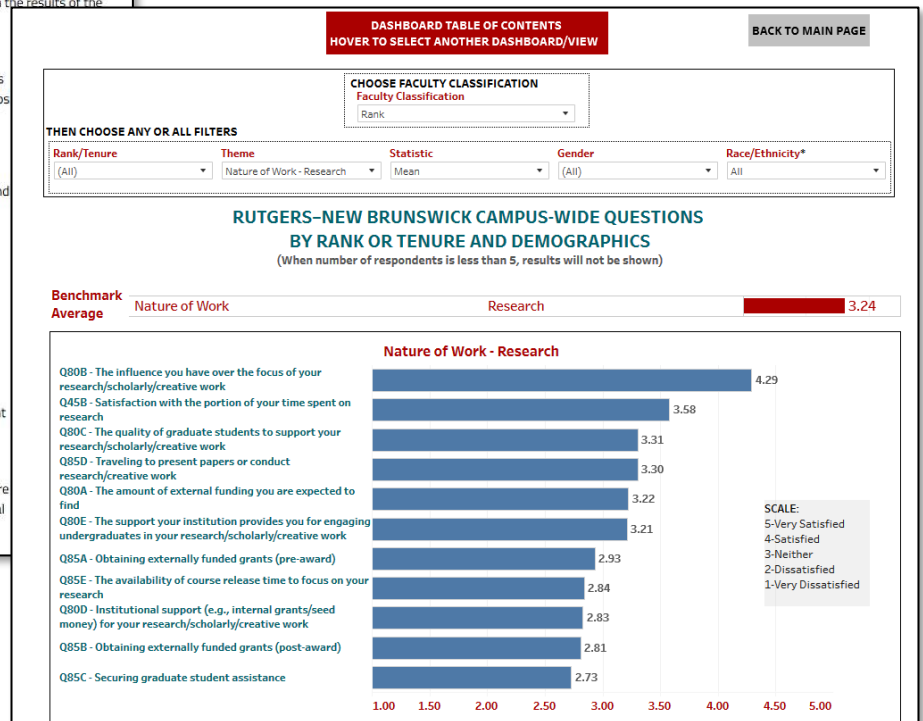 the results of the
DASHBOARD TABLE OF CONTENTS
HOVER TO SELECT ANOTHER DASHBOARD/VIEW
BACK TO MAIN PAGE
CHOOSE FACULTY CLASSIFICATION
Faculty Classification
Rank
THEN CHOOSE ANY OR ALL FILTERS
Rank/Tenure Theme Statistic Gender Race/Ethnicity*
(All) Nature of Work - Research Mean (All) All
RUTGERS–NEW BRUNSWICK CAMPUS-WIDE QUESTIONS
BY RANK OR TENURE AND DEMOGRAPHICS
(When number of respondents is less than 5, results will not be shown)
Benchmark
Average
Nature of Work Research 3.24
Nature of Work - Research
Q80B - The influence you have over the focus of your
research/scholarly/creative work
4.29
Q45B - Satisfaction with the portion of your time spent on
research
3.58
Q80C - The quality of graduate students to support your
research/scholarly/creative work
3.31
Q85D - Traveling to present papers or conduct
research/creative work
3.30
Q80A - The amount of external funding you are expected to
find
3.22
Q80E - The support your institution provides you for engaging
undergraduates in your research/scholarly/creative work
3.21
Q85A - Obtaining externally funded grants (pre-award)
2.93
Q85E - The availability of course release time to focus on your
research
2.84
Q80D - Institutional support (e.g., internal grants/seed
money) for your research/scholarly/creative work
2.83
Q85B - Obtaining externally funded grants (post-award)
2.81
Q85C - Securing graduate student assistance
2.73
SCALE:
5-Very Satisfied
4-Satisfied
3-Neither
2-Dissatisfied
1-Very Dissatisfied
1.00 1.50 2.00 2.50 3.00 3.50 4.00 4.50 5.00